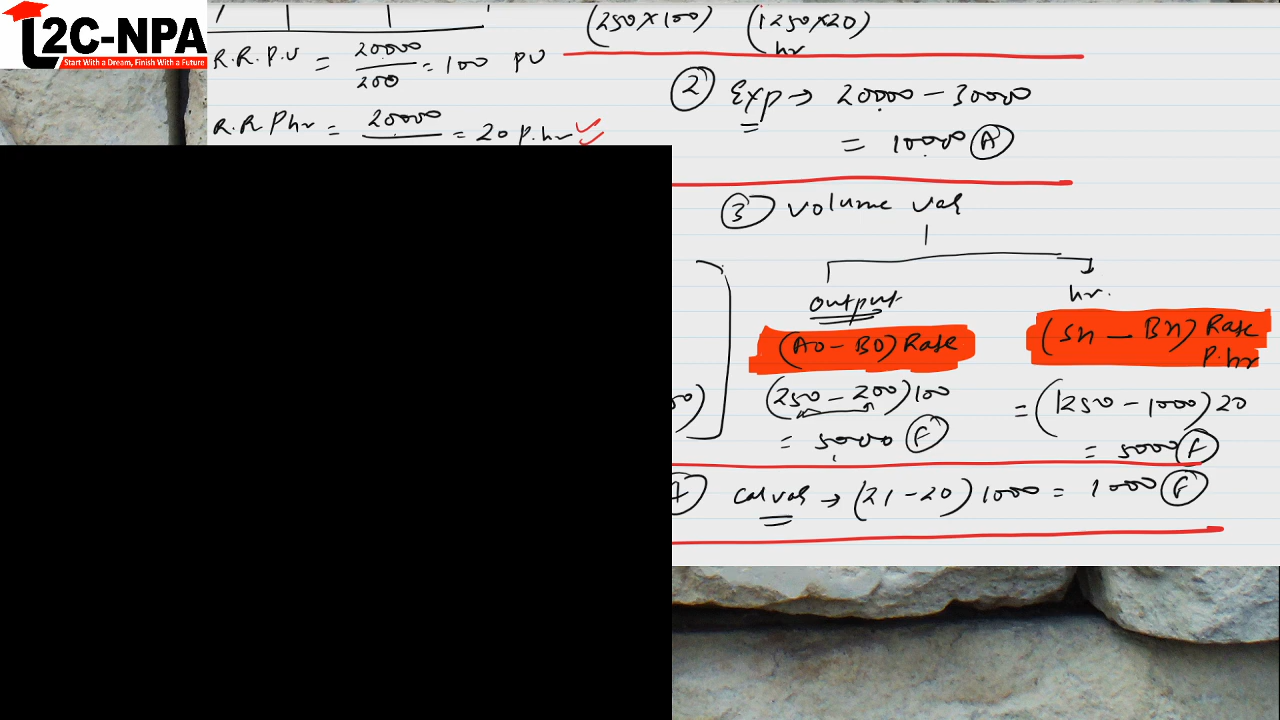 L2C-NPA
Start With a Dream, Finish With a Future
R.R.P.U = 20000 / 200 = 100 PU
R.R Phr = 20000 / = 20 P.hr
(250×100) (1250×20)
hr
② Exp → 20000 - 30000
= 10000 Ⓐ
③ volume var
output hr.
(AO - BO) Rate
(SH - BH) Rate P.hr
(250 - 200) 100
= 5000 Ⓕ
= (1250 - 1000) 20
= 5000 Ⓕ
cal var → (21-20) 1000 = 1000 Ⓕ